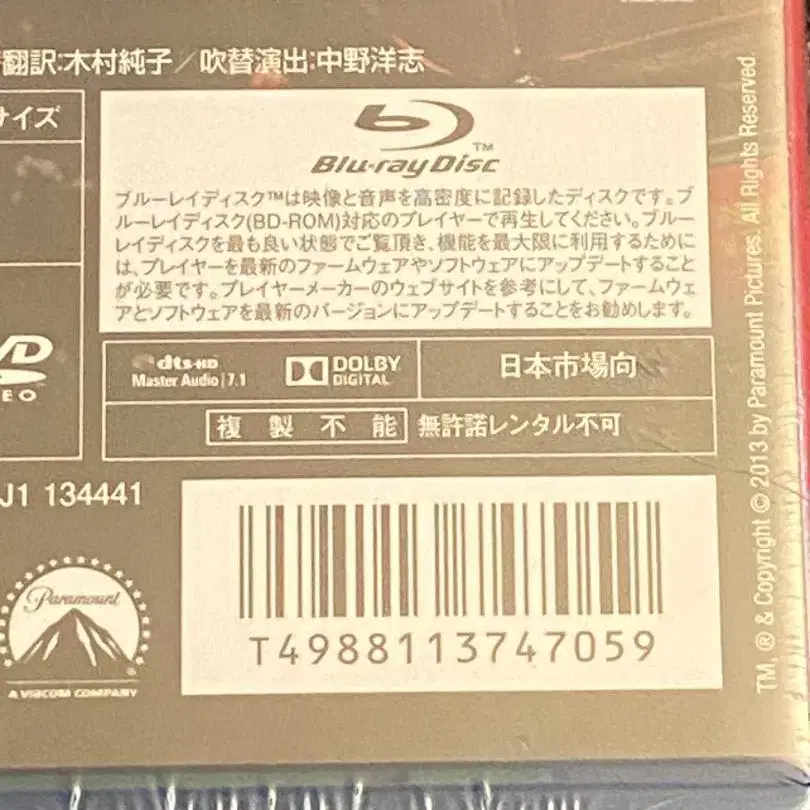 翻訳:木村純子／吹替演出:中野洋志
サイズ
Blu-ray Disc™
ブルーレイディスク™は映像と音声を高密度に記録したディスクです。ブ
ルーレイディスク(BD-ROM)対応のプレイヤーで再生してください。ブルー
レイディスクを最も良い状態でご覧頂き、機能を最大限に利用するために
は、プレイヤーを最新のファームウェアやソフトウェアにアップデートすること
が必要です。プレイヤーメーカーのウェブサイトを参考にして、ファームウェ
アとソフトウェアを最新のバージョンにアップデートすることをお勧めします。
dts-HD
Master Audio | 7.1
DOLBY
DIGITAL
日本市場向
複製不能
無許諾レンタル不可
J1 134441
Paramount
A VIACOM COMPANY
T4988113747059
TM, ® & Copyright © 2013 by Paramount Pictures. All Rights Reserved.